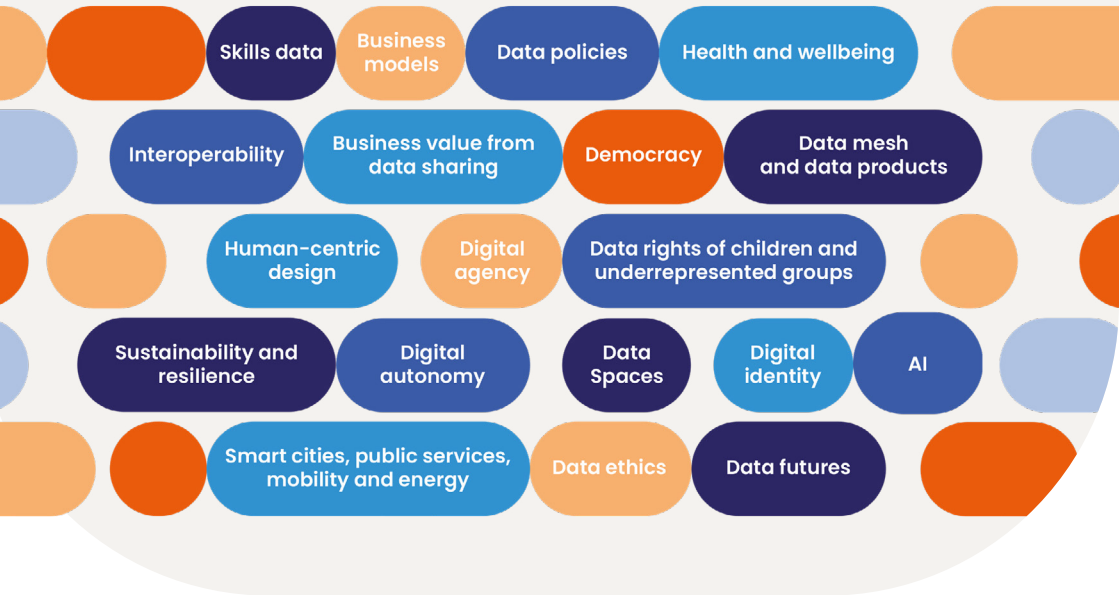 Skills data
Business
models
Data policies
Health and wellbeing
Interoperability
Business value from
data sharing
Democracy
Data mesh
and data products
Human-centric
design
Digital
agency
Data rights of children and
underrepresented groups
Sustainability and
resilience
Digital
autonomy
Data
Spaces
Digital
identity
AI
Smart cities, public services,
mobility and energy
Data ethics
Data futures